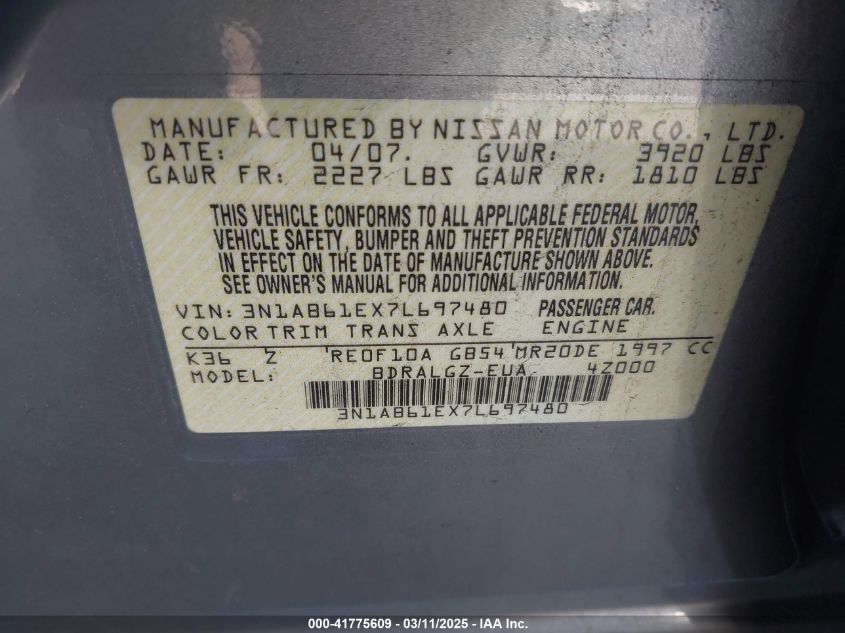 MANUFACTURED BY NISSAN MOTOR CO., LTD.
DATE: 04/07. GVWR: 3920 LBS
GAWR FR: 2227 LBS GAWR RR: 1810 LBS
THIS VEHICLE CONFORMS TO ALL APPLICABLE FEDERAL MOTOR,
VEHICLE SAFETY, BUMPER AND THEFT PREVENTION STANDARDS
IN EFFECT ON THE DATE OF MANUFACTURE SHOWN ABOVE.
SEE OWNER'S MANUAL FOR ADDITIONAL INFORMATION.
VIN: 3N1AB61EX7L697480 PASSENGER CAR.
COLOR TRIM TRANS AXLE ENGINE
K36 Z 'RE0F10A GB54'MR20DE 1997 CC
MODEL: BDRALGZ-EUA 4Z000
3N1AB61EX7L697480
000-41775609 / 03/11/2025 - IAA Inc.